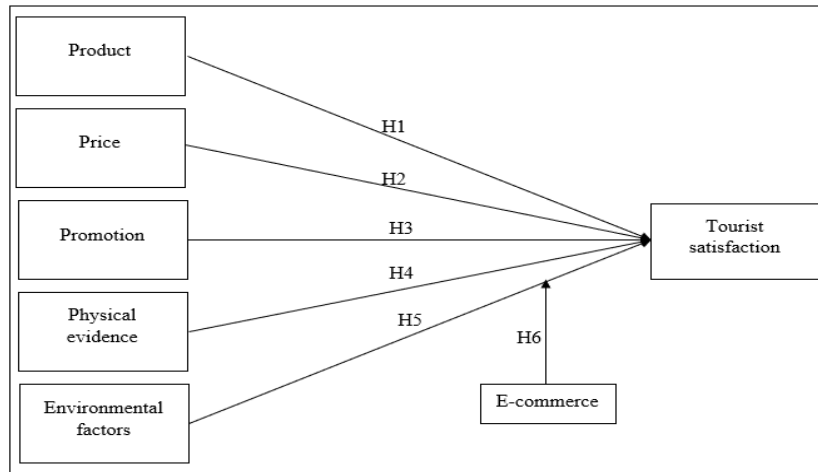 Product
H1
Price
H2
Promotion
H3
Tourist
satisfaction
Physical
evidence
H4
H5
H6
Environmental
factors
E-commerce